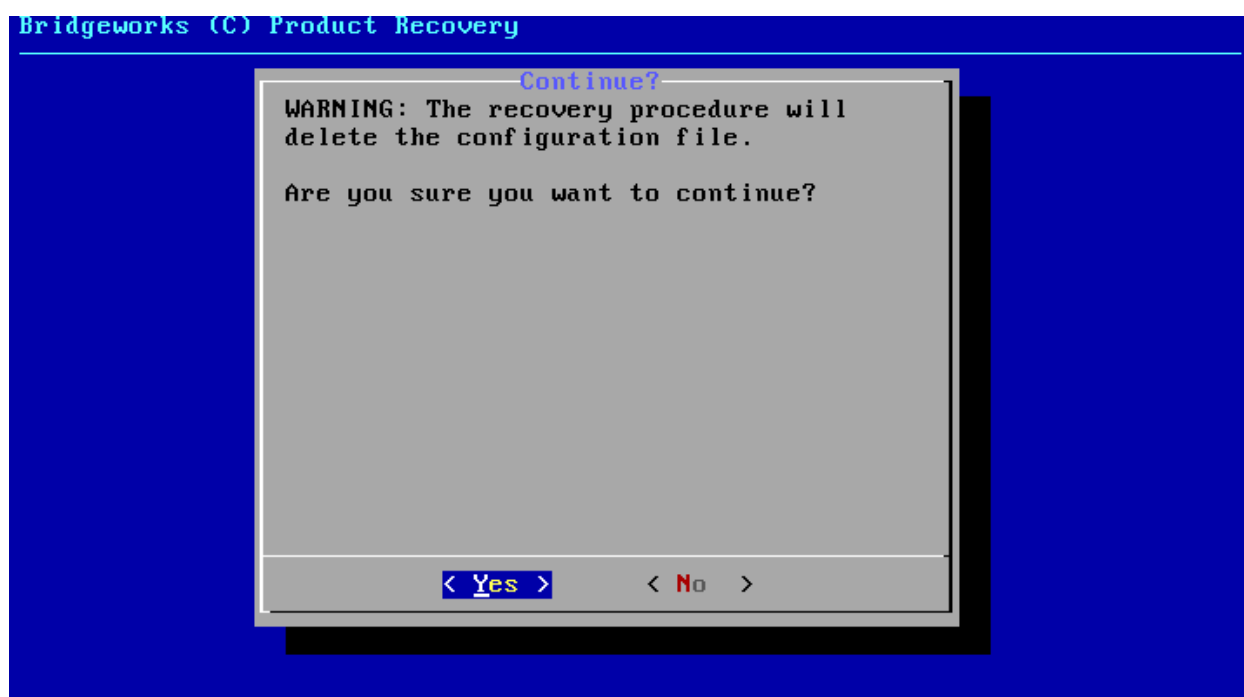 Bridgeworks (C) Product Recovery
Continue?
WARNING: The recovery procedure will
delete the configuration file.
Are you sure you want to continue?
< Yes > < No >